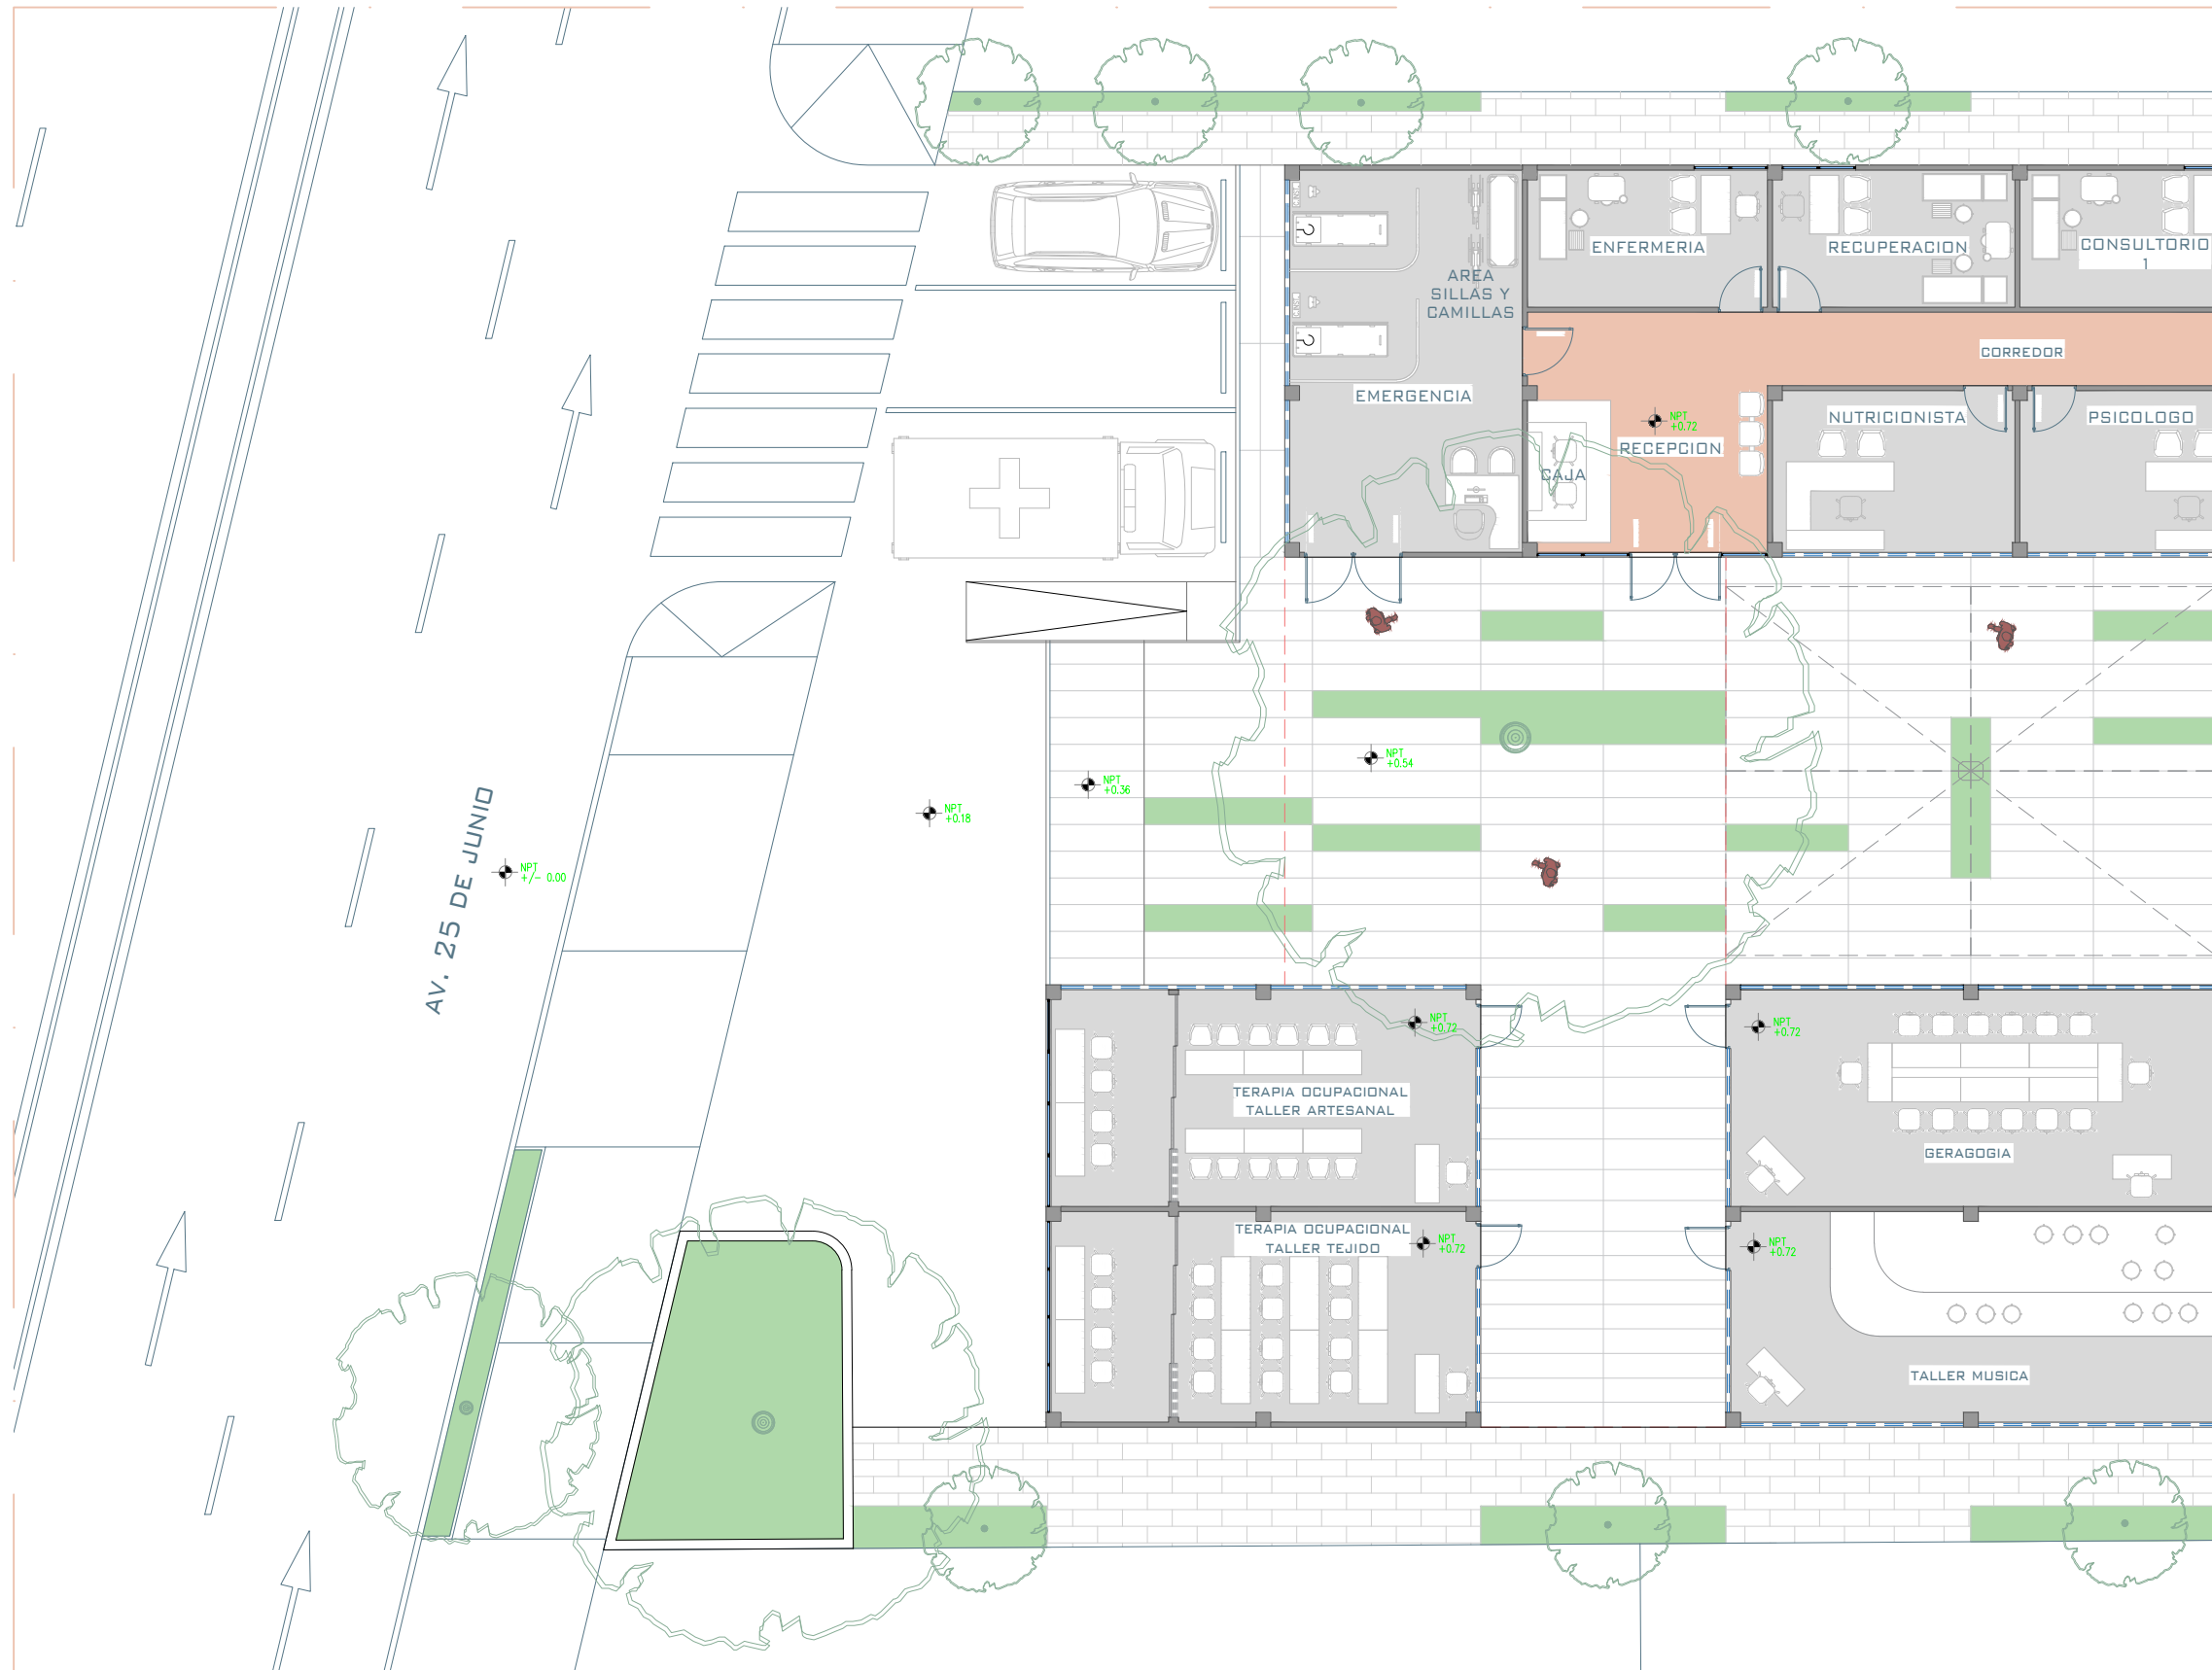 ENFERMERIA
RECUPERACION
CONSULTORIO
1
AREA
SILLAS Y
CAMILLAS
CORREDOR
EMERGENCIA
NPT
+0.72
RECEPCION
NUTRICIONISTA
PSICOLOGO
CAJA
NPT
+0.54
NPT
+0.36
NPT
+0.18
NPT
+/- 0.00
AV. 25 DE JUNIO
NPT
+0.72
NPT
+0.72
TERAPIA OCUPACIONAL
TALLER ARTESANAL
GERAGOGIA
TERAPIA OCUPACIONAL
TALLER TEJIDO
NPT
+0.72
NPT
+0.72
TALLER MUSICA